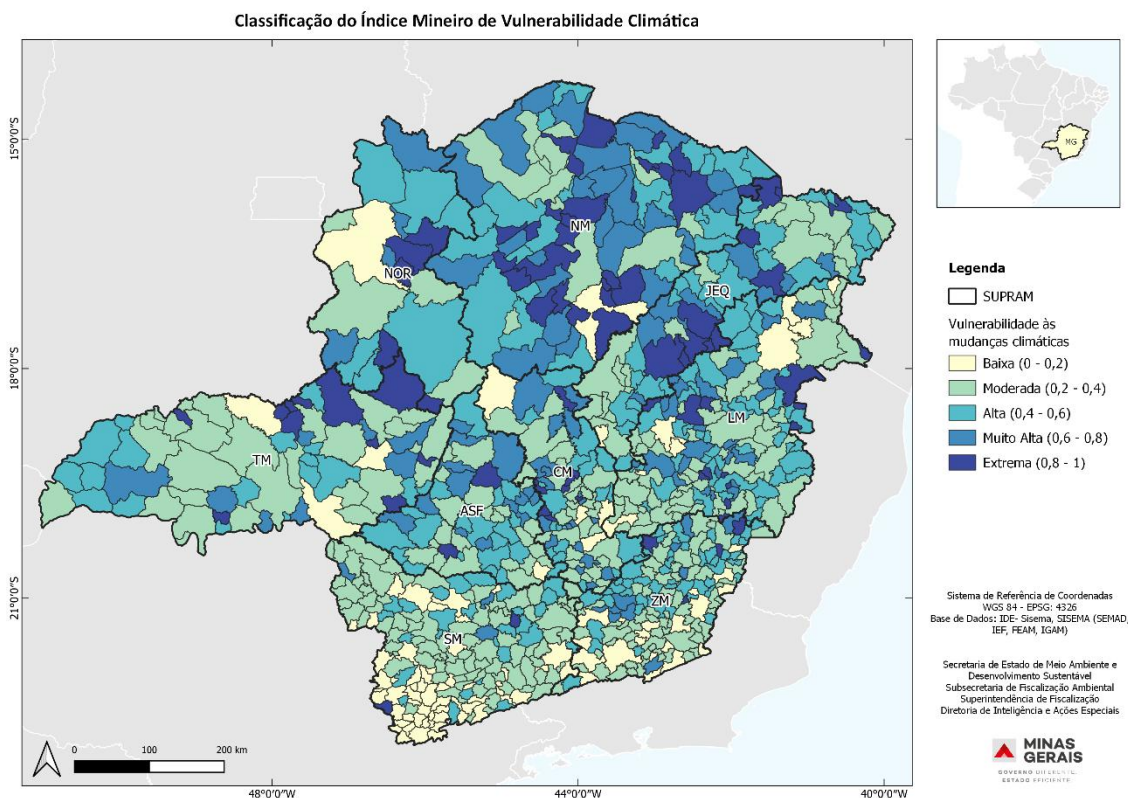 Classificação do Índice Mineiro de Vulnerabilidade Climática
15°0'0"S
18°0'0"S
21°0'0"S
NM
NOR
JEQ
LM
TM
CM
ASF
ZM
SM
0 100 200 km
48°0'0"W
44°0'0"W
40°0'0"W
MG
Legenda
SUPRAM
Vulnerabilidade às
mudanças climáticas
Baixa (0 - 0,2)
Moderada (0,2 - 0,4)
Alta (0,4 - 0,6)
Muito Alta (0,6 - 0,8)
Extrema (0,8 - 1)
Sistema de Referência de Coordenadas
WGS 84 - EPSG: 4326
Base de Dados: IDE- Sisema, SISEMA (SEMAD,
IEF, FEAM, IGAM)
Secretaria de Estado de Meio Ambiente e
Desenvolvimento Sustentável
Subsecretaria de Fiscalização Ambiental
Superintendência de Fiscalização
Diretoria de Inteligência e Ações Especiais
MINAS
GERAIS
GOVERNO DIFERENTE.
ESTADO EFICIENTE.